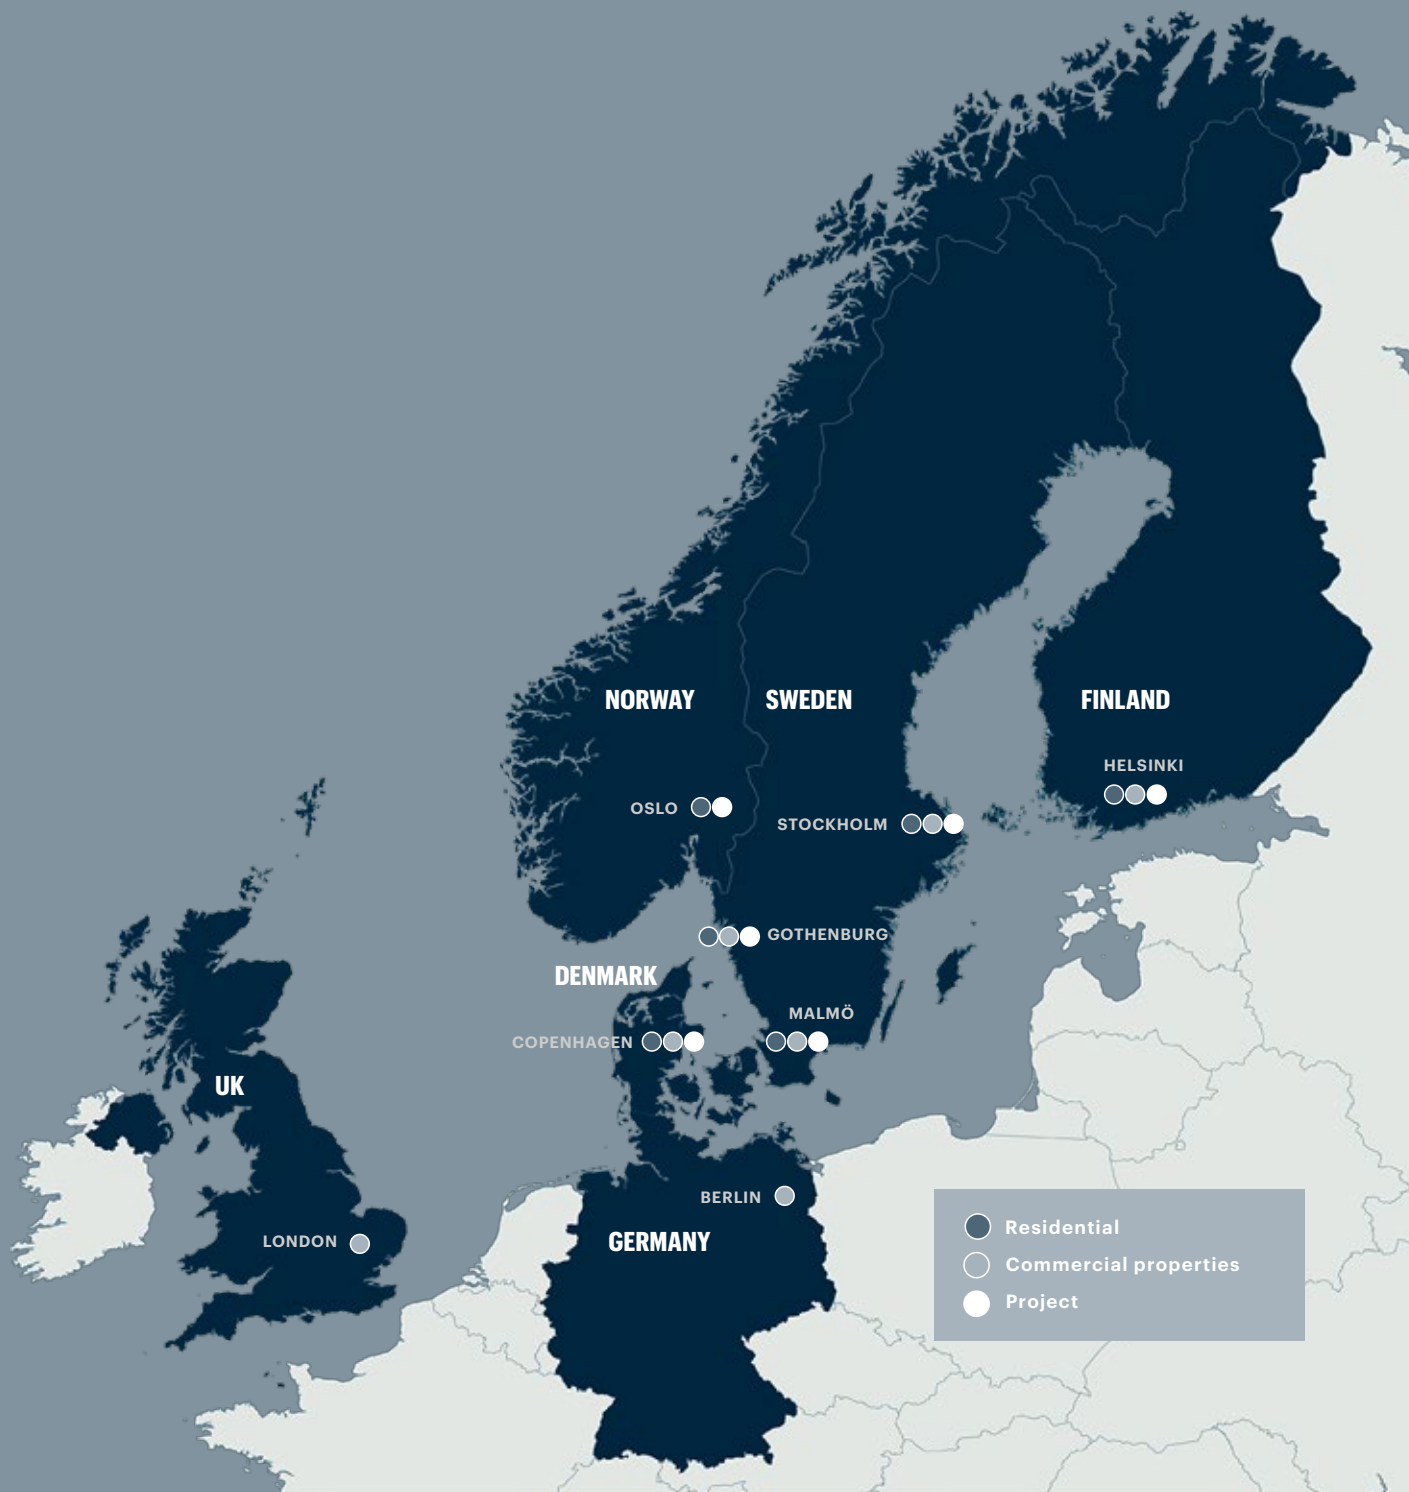 NORWAY
SWEDEN
FINLAND
HELSINKI
OSLO
STOCKHOLM
GOTHENBURG
DENMARK
MALMÖ
COPENHAGEN
UK
BERLIN
LONDON
GERMANY
Residential
Commercial properties
Project